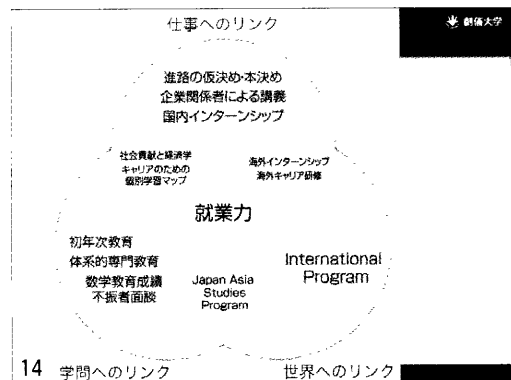 仕事へのリンク
創価大学
進路の仮決め・本決め
企業関係者による講義
国内インターンシップ
社会貢献と経済学
キャリアのための
個別学習マップ
海外インターンシップ
海外キャリア研修
就業力
初年次教育
体系的専門教育
数学教育成績
不振者面談
Japan Asia
Studies
Program
International
Program
14
学問へのリンク
世界へのリンク